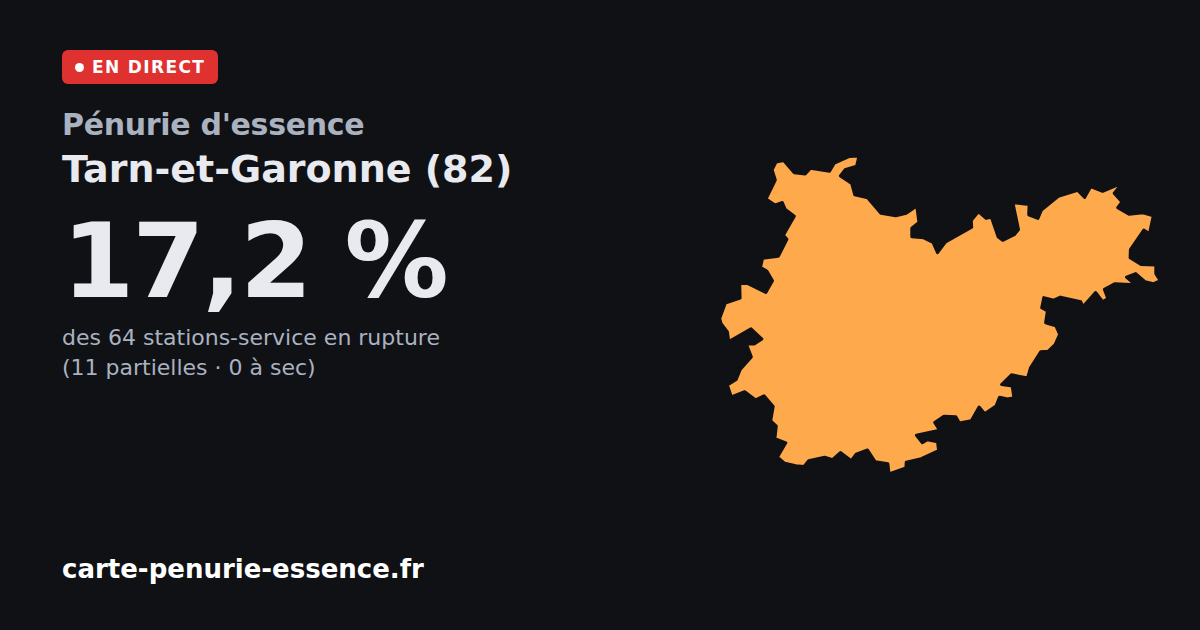 EN DIRECT
Pénurie d'essence
Tarn-et-Garonne (82)
17,2 %
des 64 stations-service en rupture
(11 partielles · 0 à sec)
carte-penurie-essence.fr